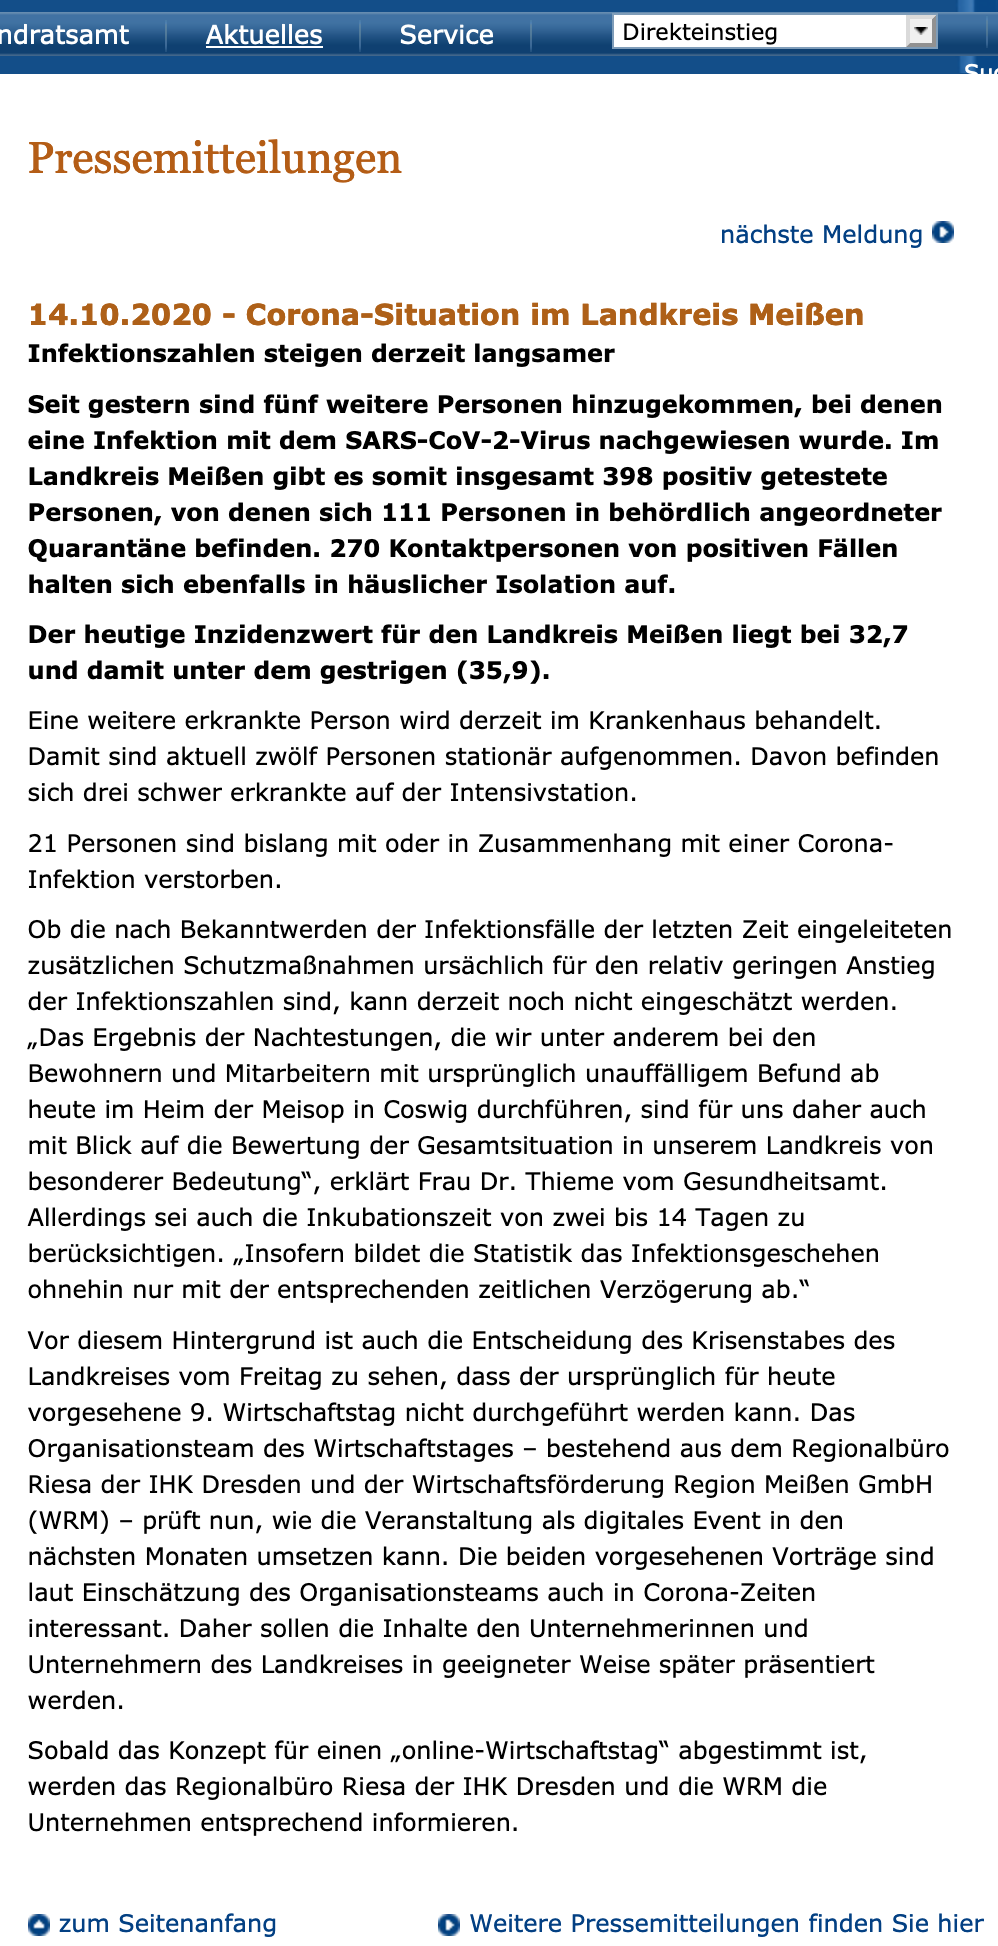 ndratsamt Aktuelles Service Direkteinstieg
Pressemitteilungen
nächste Meldung
14.10.2020 - Corona-Situation im Landkreis Meißen
Infektionszahlen steigen derzeit langsamer
Seit gestern sind fünf weitere Personen hinzugekommen, bei denen
eine Infektion mit dem SARS-CoV-2-Virus nachgewiesen wurde. Im
Landkreis Meißen gibt es somit insgesamt 398 positiv getestete
Personen, von denen sich 111 Personen in behördlich angeordneter
Quarantäne befinden. 270 Kontaktpersonen von positiven Fällen
halten sich ebenfalls in häuslicher Isolation auf.
Der heutige Inzidenzwert für den Landkreis Meißen liegt bei 32,7
und damit unter dem gestrigen (35,9).
Eine weitere erkrankte Person wird derzeit im Krankenhaus behandelt.
Damit sind aktuell zwölf Personen stationär aufgenommen. Davon befinden
sich drei schwer erkrankte auf der Intensivstation.
21 Personen sind bislang mit oder in Zusammenhang mit einer Corona-
Infektion verstorben.
Ob die nach Bekanntwerden der Infektionsfälle der letzten Zeit eingeleiteten
zusätzlichen Schutzmaßnahmen ursächlich für den relativ geringen Anstieg
der Infektionszahlen sind, kann derzeit noch nicht eingeschätzt werden.
„Das Ergebnis der Nachtestungen, die wir unter anderem bei den
Bewohnern und Mitarbeitern mit ursprünglich unauffälligem Befund ab
heute im Heim der Meisop in Coswig durchführen, sind für uns daher auch
mit Blick auf die Bewertung der Gesamtsituation in unserem Landkreis von
besonderer Bedeutung“, erklärt Frau Dr. Thieme vom Gesundheitsamt.
Allerdings sei auch die Inkubationszeit von zwei bis 14 Tagen zu
berücksichtigen. „Insofern bildet die Statistik das Infektionsgeschehen
ohnehin nur mit der entsprechenden zeitlichen Verzögerung ab.“
Vor diesem Hintergrund ist auch die Entscheidung des Krisenstabes des
Landkreises vom Freitag zu sehen, dass der ursprünglich für heute
vorgesehene 9. Wirtschaftstag nicht durchgeführt werden kann. Das
Organisationsteam des Wirtschaftstages – bestehend aus dem Regionalbüro
Riesa der IHK Dresden und der Wirtschaftsförderung Region Meißen GmbH
(WRM) – prüft nun, wie die Veranstaltung als digitales Event in den
nächsten Monaten umsetzen kann. Die beiden vorgesehenen Vorträge sind
laut Einschätzung des Organisationsteams auch in Corona-Zeiten
interessant. Daher sollen die Inhalte den Unternehmerinnen und
Unternehmern des Landkreises in geeigneter Weise später präsentiert
werden.
Sobald das Konzept für einen „online-Wirtschaftstag“ abgestimmt ist,
werden das Regionalbüro Riesa der IHK Dresden und die WRM die
Unternehmen entsprechend informieren.
zum Seitenanfang Weitere Pressemitteilungen finden Sie hier